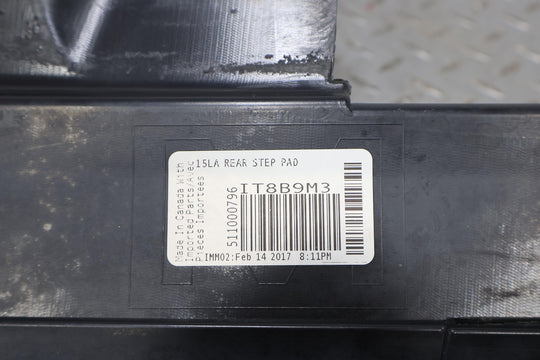 15LA REAR STEP PAD
IT8B9M3
511000796
Made In Canada With
Imported Parts/Avec
Pieces Importees
IMM02:Feb 14 2017 8:11PM